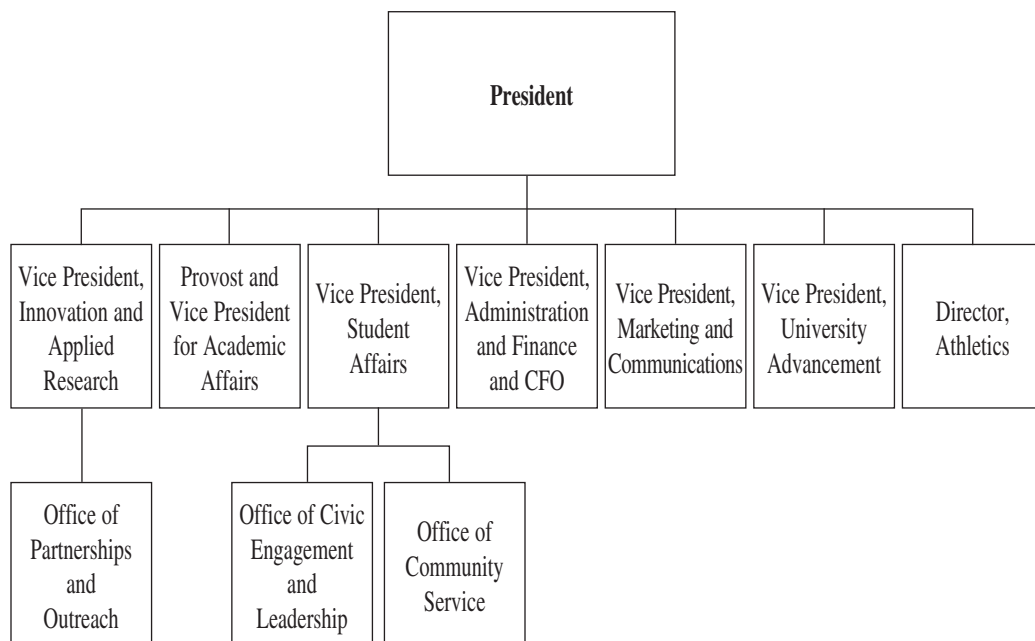 President
Vice President,
Innovation and
Applied
Research
Provost and
Vice President
for Academic
Affairs
Vice President,
Student
Affairs
Vice President,
Administration
and Finance
and CFO
Vice President,
Marketing and
Communications
Vice President,
University
Advancement
Director,
Athletics
Office of
Partnerships
and
Outreach
Office of Civic
Engagement
and
Leadership
Office of
Community
Service